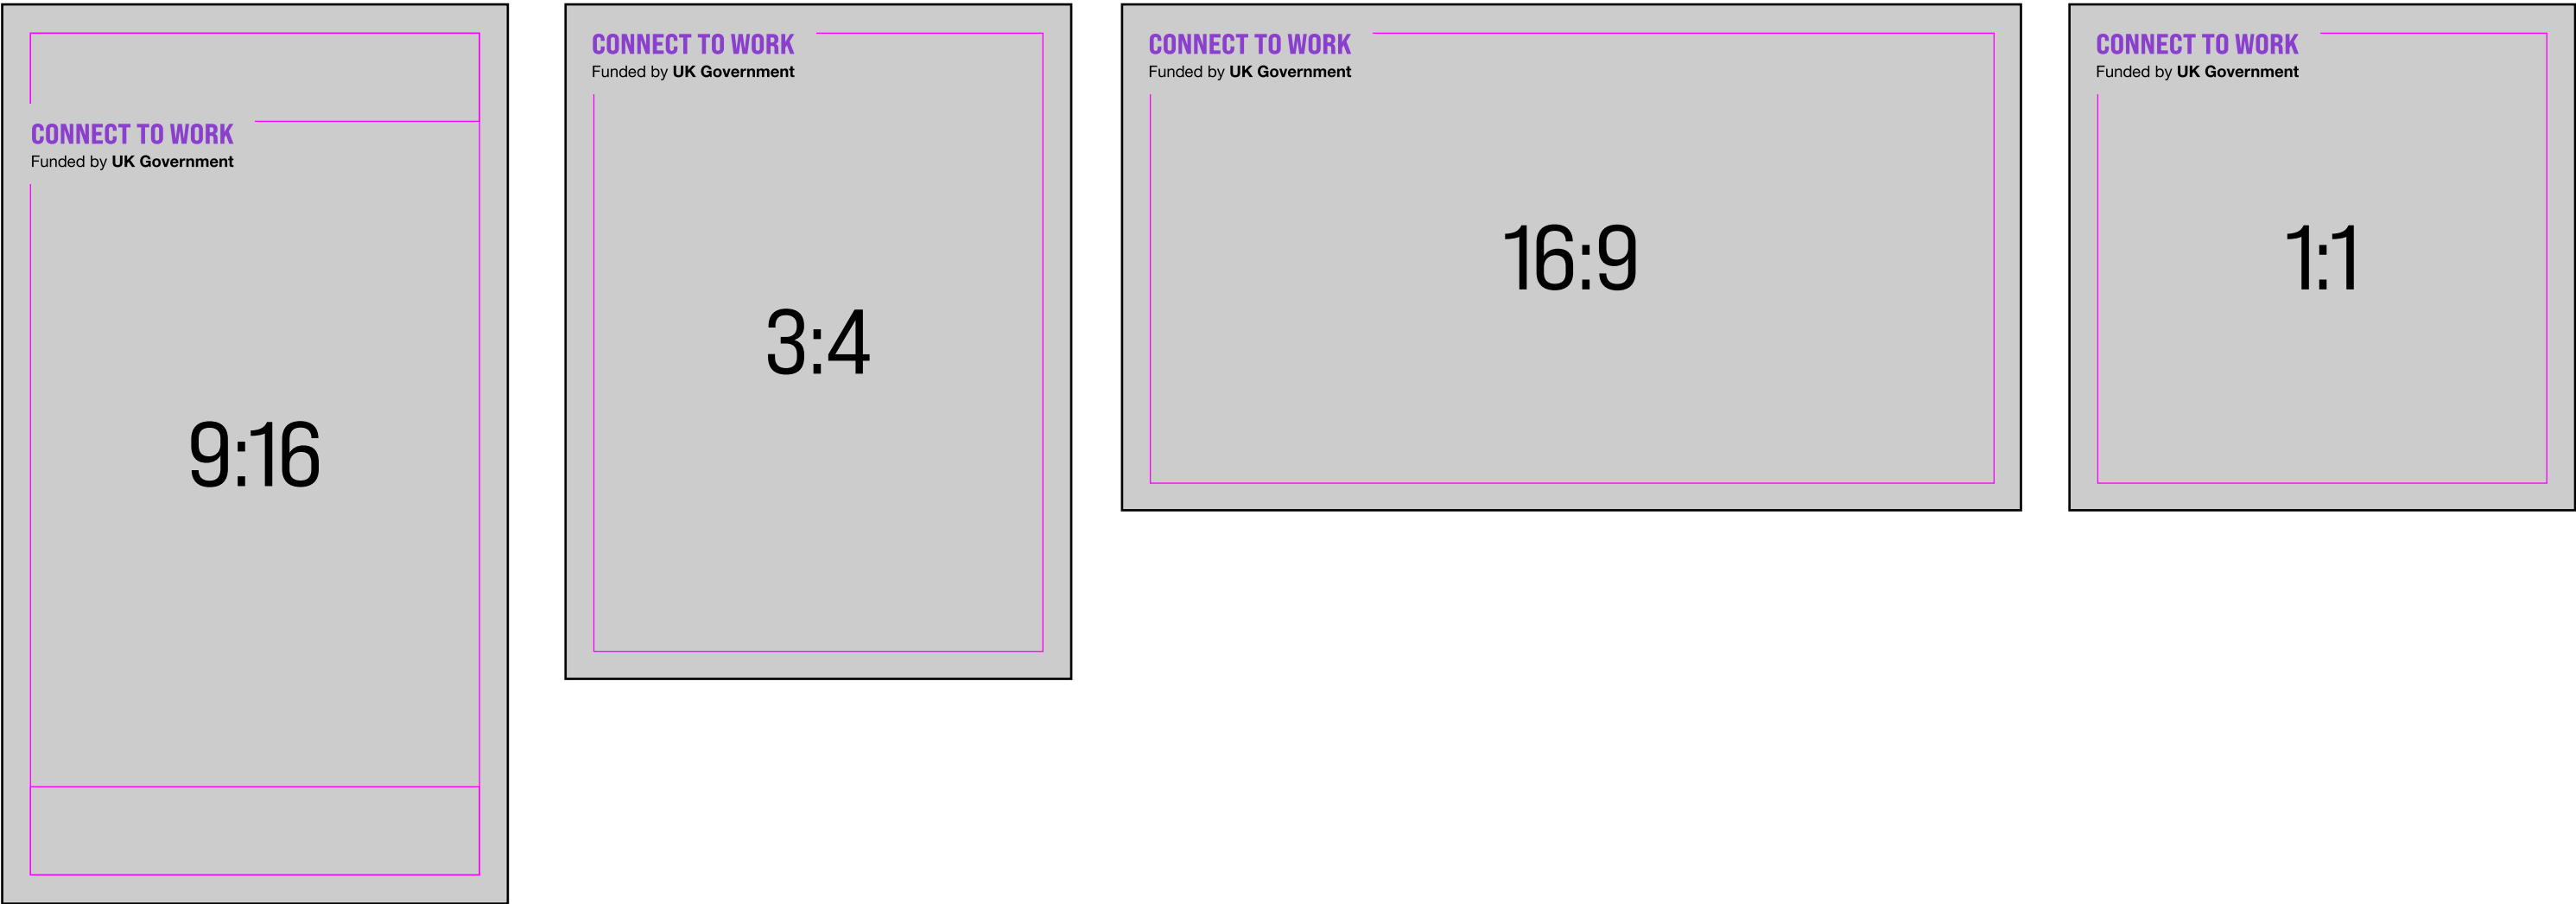 CONNECT TO WORK
Funded by UK Government
9:16
CONNECT TO WORK
Funded by UK Government
3:4
CONNECT TO WORK
Funded by UK Government
16:9
CONNECT TO WORK
Funded by UK Government
1:1